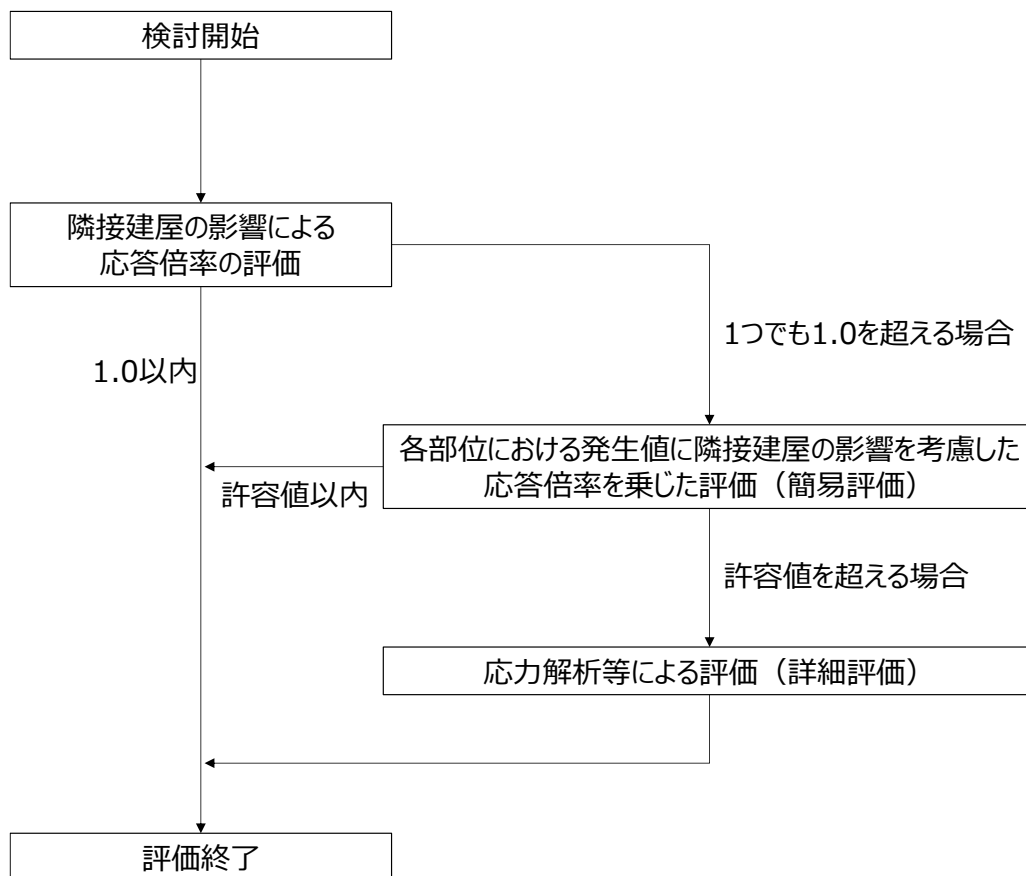 検討開始
隣接建屋の影響による
応答倍率の評価
1つでも1.0を超える場合
1.0以内
各部位における発生値に隣接建屋の影響を考慮した
応答倍率を乗じた評価（簡易評価）
許容値以内
許容値を超える場合
応力解析等による評価（詳細評価）
評価終了